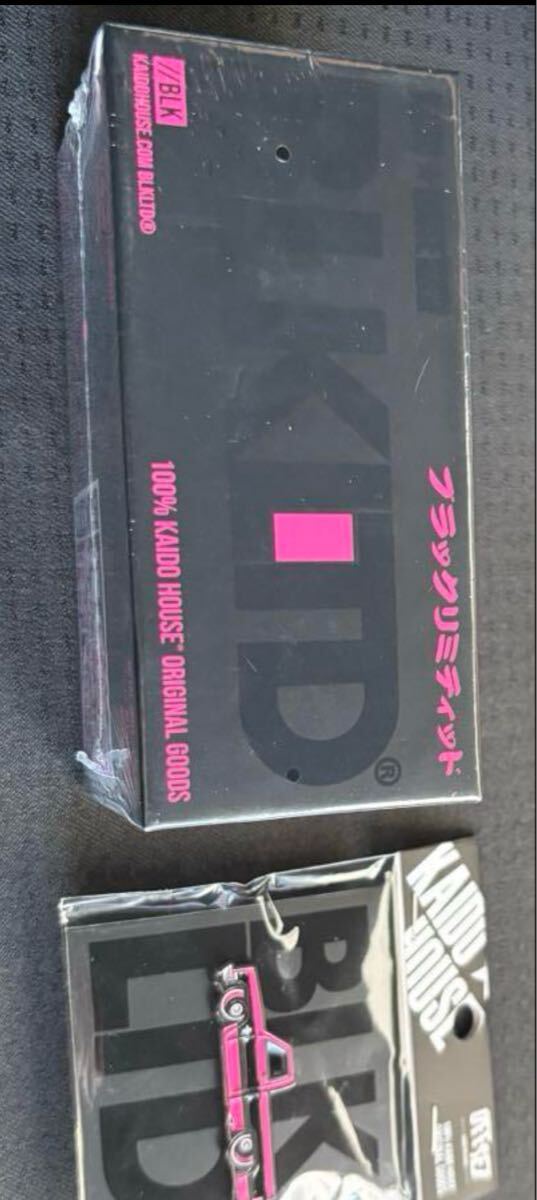 ブラックリミティッド
BLKLTD®
//BLK
KAIDOHOUSE.COM BLKLTD®
100% KAIDO HOUSE™ ORIGINAL GOODS
KAIDO
HOUSE
BLK
LTD